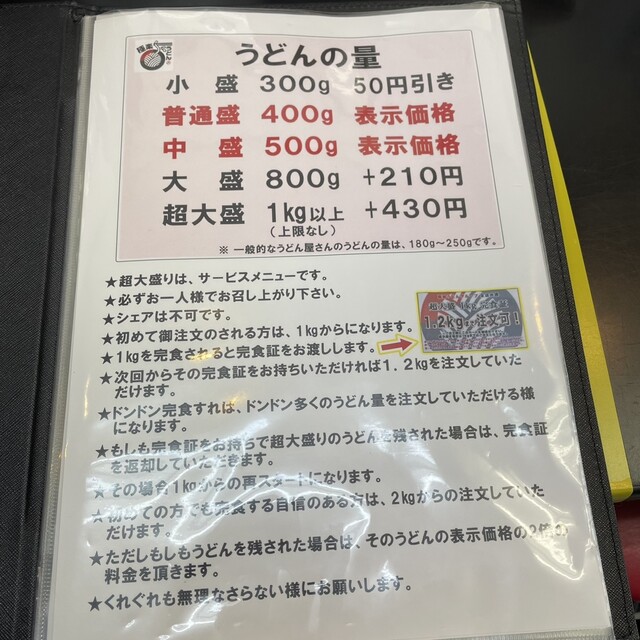 うどんの量
小 盛 300g 50円引き
普通盛 400g 表示価格
中 盛 500g 表示価格
大 盛 800g +210円
超大盛 1kg以上 +430円
(上限なし)
※ 一般的なうどん屋さんのうどんの量は、180g～250gです。
★超大盛りは、サービスメニューです。
★必ずお一人様でお召し上がり下さい。
★シェアは不可です。
★初めて御注文のされる方は、1kgからになります。
★1kgを完食されると完食証をお渡しします。
1.2kg 注文可！
★次回からその完食証をお持ちいただければ1.2kgを注文していた
だけます。
★ドンドン完食すれば、ドンドン多くのうどん量を注文していただける様
になります。
★もしも完食証をお持ちで超大盛りのうどんを残された場合は、完食証
を返却していただきます。
★その場合1kgからの再スタートになります。
★初めての方でも完食する自信のある方は、2kgからの注文していた
だけます。
★ただしもしもうどんを残された場合は、そのうどんの表示価格の2倍の
料金を頂きます。
★くれぐれも無理なさらない様にお願いします。